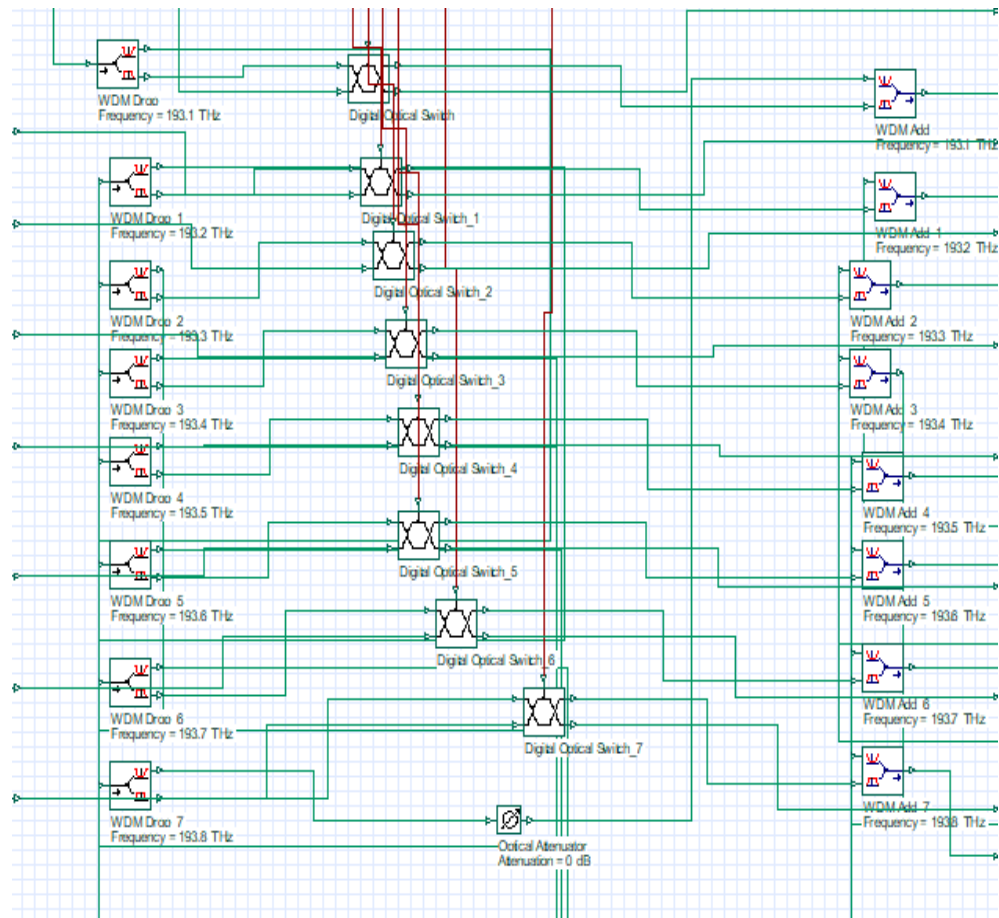 WDM Drop
Frequency = 193.1 THz
Digital Optical Switch
WDM Add
Frequency = 193.1 THz
WDM Drop 1
Frequency = 193.2 THz
Digital Optical Switch_1
WDM Add 1
Frequency = 193.2 THz
WDM Drop 2
Frequency = 193.3 THz
Digital Optical Switch_2
WDM Add 2
Frequency = 193.3 THz
WDM Drop 3
Frequency = 193.4 THz
Digital Optical Switch_3
WDM Add 3
Frequency = 193.4 THz
WDM Drop 4
Frequency = 193.5 THz
Digital Optical Switch_4
WDM Add 4
Frequency = 193.5 THz
WDM Drop 5
Frequency = 193.6 THz
Digital Optical Switch_5
WDM Add 5
Frequency = 193.6 THz
WDM Drop 6
Frequency = 193.7 THz
Digital Optical Switch_6
WDM Add 6
Frequency = 193.7 THz
WDM Drop 7
Frequency = 193.8 THz
Digital Optical Switch_7
WDM Add 7
Frequency = 193.8 THz
Optical Attenuator
Attenuation = 0 dB